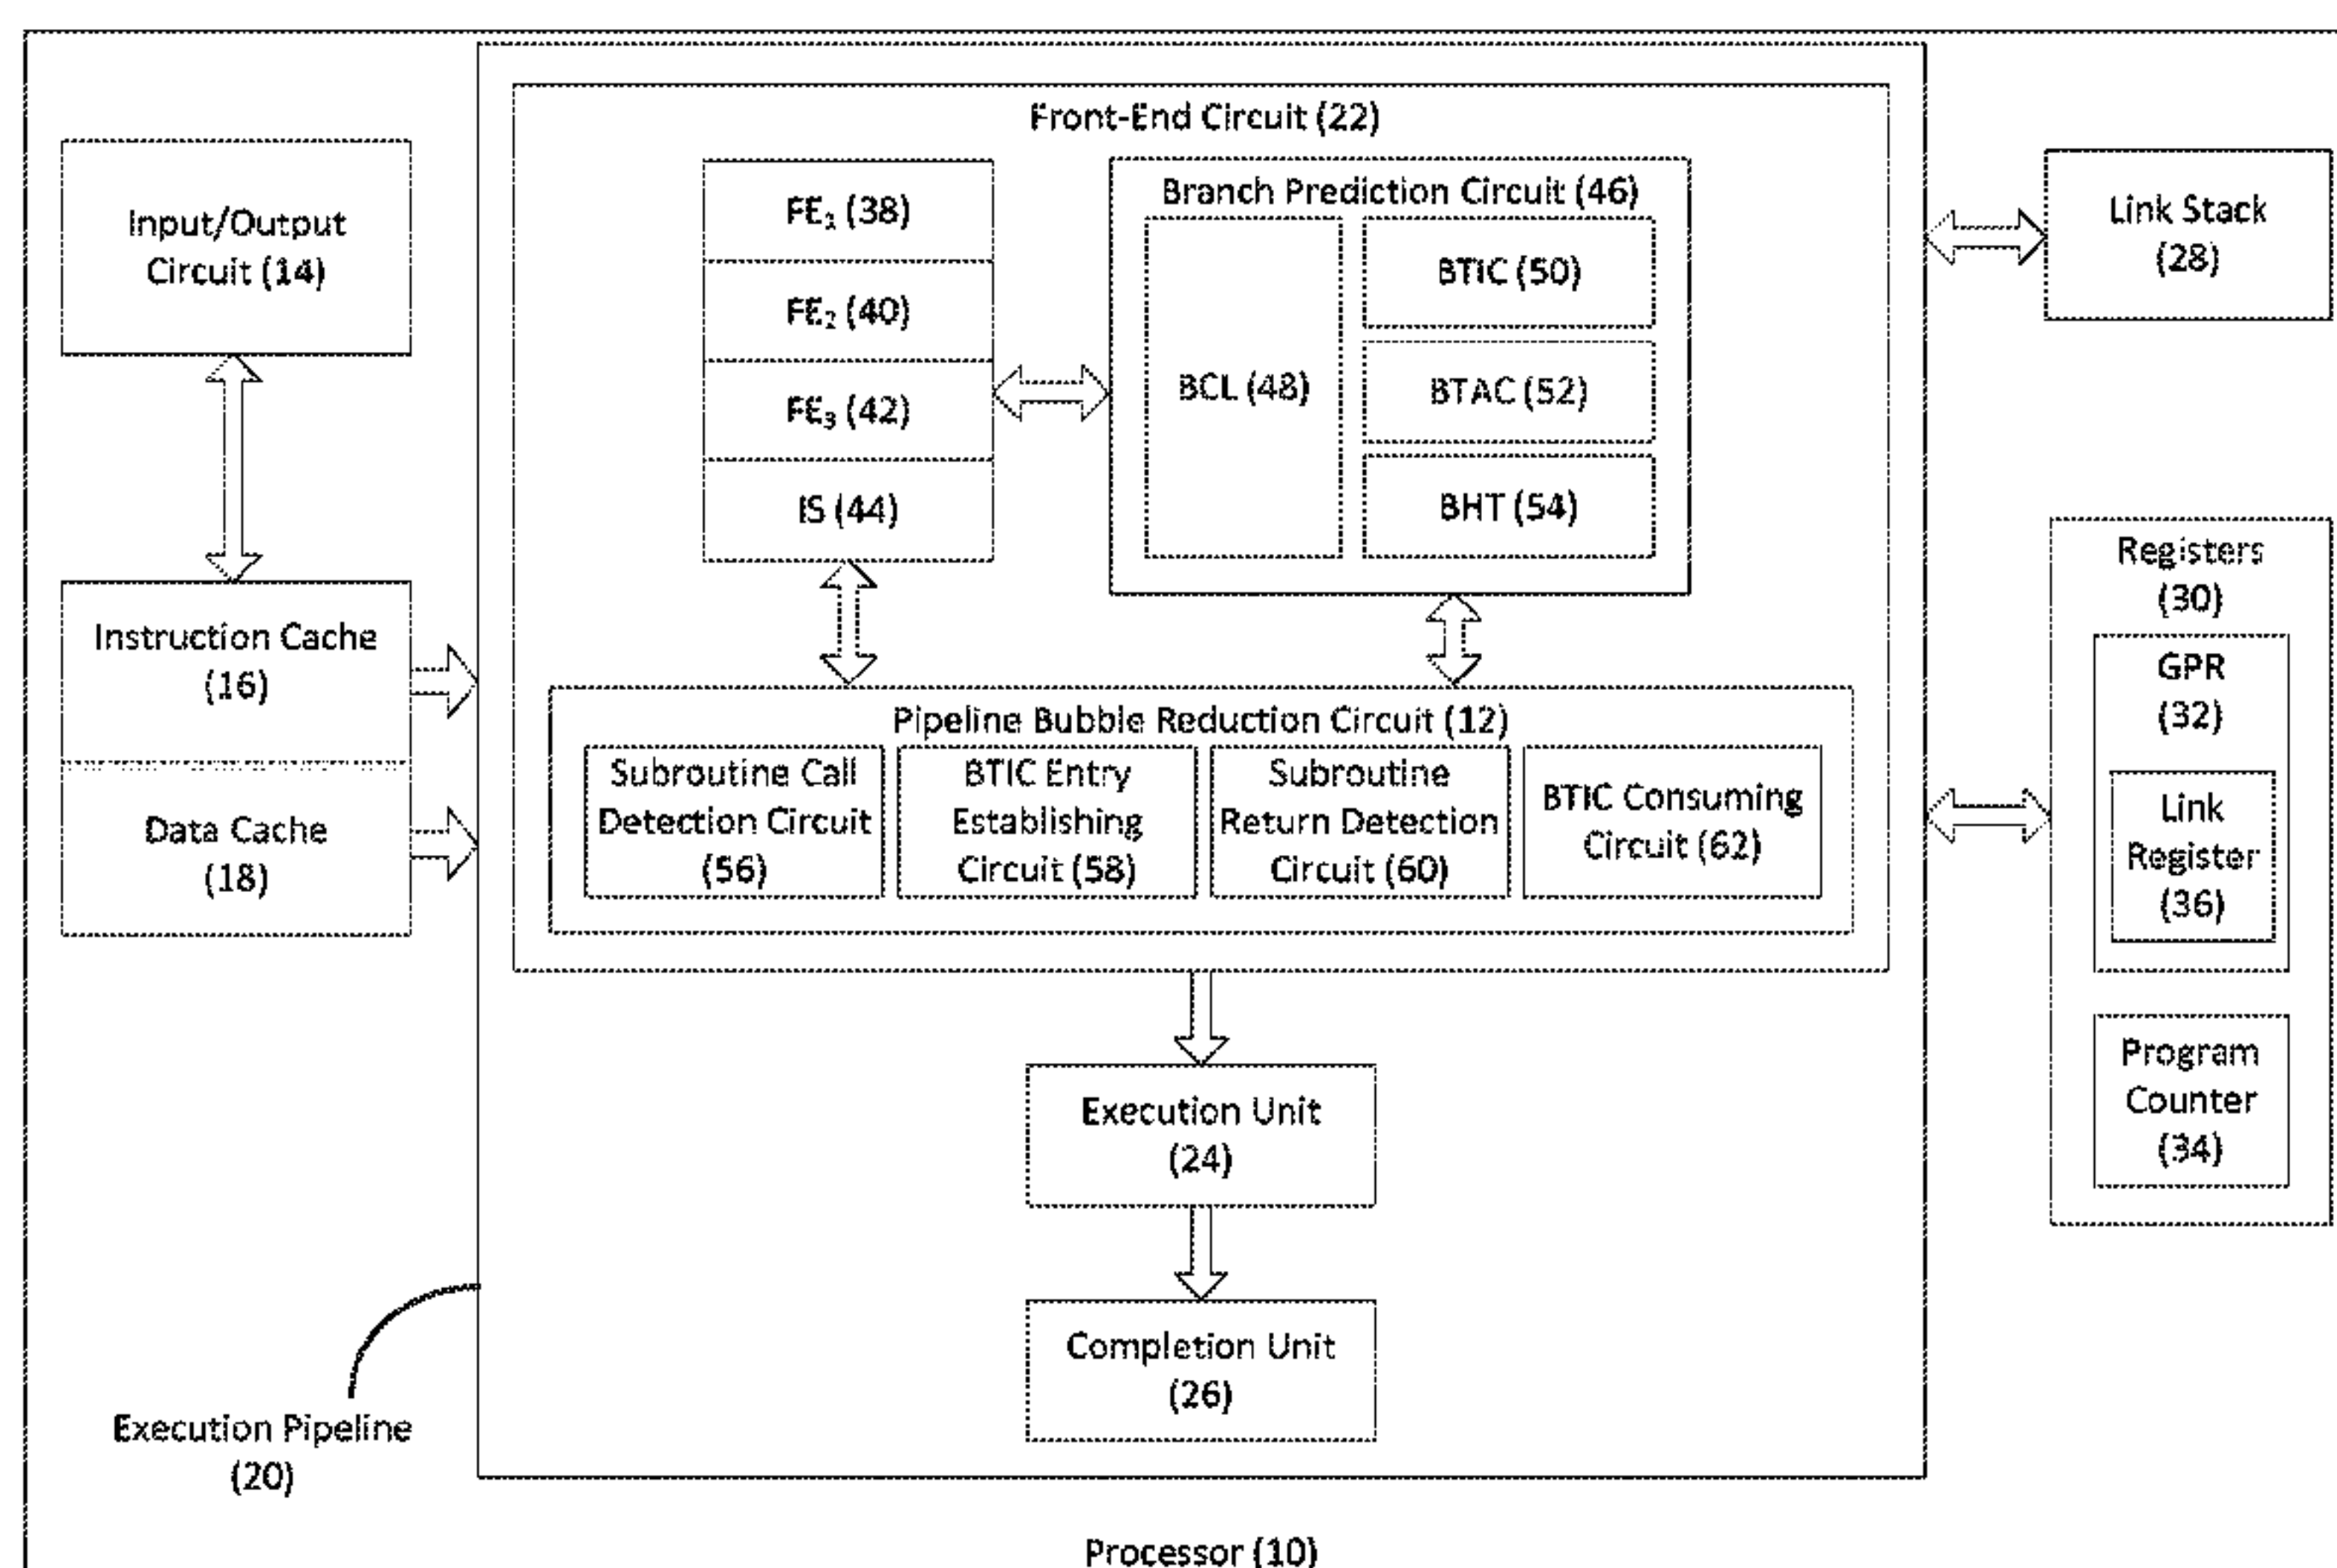 Front-End Circuit (22)
Input/Output
Circuit (14)
FE₁ (38)
FE₂ (40)
FE₃ (42)
IS (44)
Branch Prediction Circuit (46)
BCL (48)
BTIC (50)
BTAC (52)
BHT (54)
Link Stack
(28)
Instruction Cache
(16)
Data Cache
(18)
Pipeline Bubble Reduction Circuit (12)
Subroutine Call
Detection Circuit
(56)
BTIC Entry
Establishing
Circuit (58)
Subroutine
Return Detection
Circuit (60)
BTIC Consuming
Circuit (62)
Registers
(30)
GPR
(32)
Link
Register
(36)
Program
Counter
(34)
Execution Unit
(24)
Completion Unit
(26)
Execution Pipeline
(20)
Processor (10)